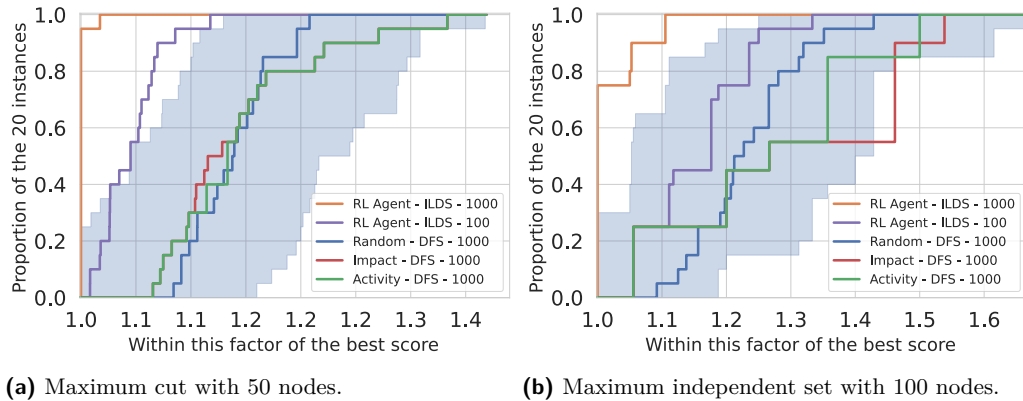 Proportion of the 20 instances
1.0
0.8
0.6
0.4
0.2
0.0
RL Agent - ILDS - 1000
RL Agent - ILDS - 100
Random - DFS - 1000
Impact - DFS - 1000
Activity - DFS - 1000
1.0 1.1 1.1 1.2 1.2 1.2 1.3 1.4
Within this factor of the best score
(a) Maximum cut with 50 nodes.
Proportion of the 20 instances
1.0
0.8
0.6
0.4
0.2
0.0
RL Agent - ILDS - 1000
RL Agent - ILDS - 100
Random - DFS - 1000
Impact - DFS - 1000
Activity - DFS - 1000
1.0 1.1 1.2 1.3 1.4 1.5 1.6
Within this factor of the best score
(b) Maximum independent set with 100 nodes.